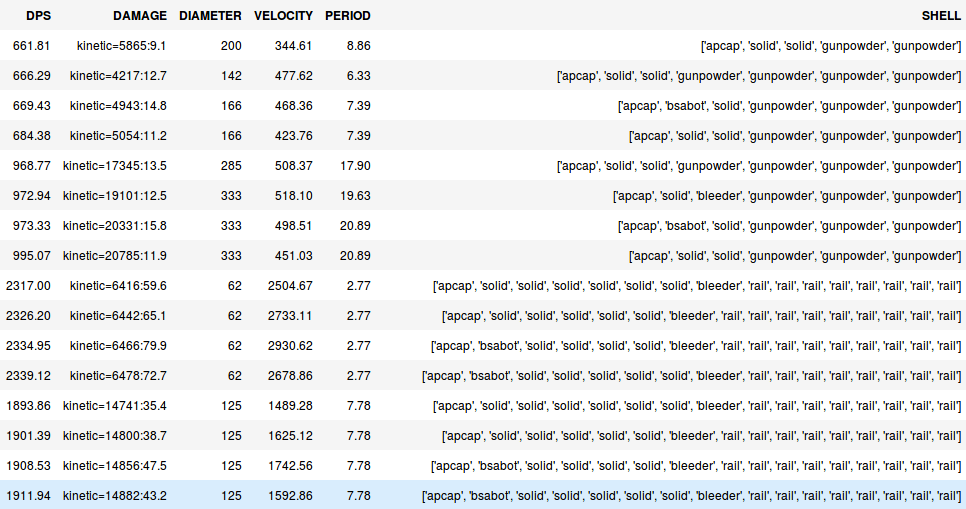 DPS DAMAGE DIAMETER VELOCITY PERIOD SHELL
661.81 kinetic=5865:9.1 200 344.61 8.86 ['apcap', 'solid', 'solid', 'gunpowder', 'gunpowder']
666.29 kinetic=4217:12.7 142 477.62 6.33 ['apcap', 'solid', 'solid', 'gunpowder', 'gunpowder', 'gunpowder', 'gunpowder']
669.43 kinetic=4943:14.8 166 468.36 7.39 ['apcap', 'bsabot', 'solid', 'gunpowder', 'gunpowder', 'gunpowder']
684.38 kinetic=5054:11.2 166 423.76 7.39 ['apcap', 'solid', 'solid', 'gunpowder', 'gunpowder', 'gunpowder']
968.77 kinetic=17345:13.5 285 508.37 17.90 ['apcap', 'solid', 'solid', 'gunpowder', 'gunpowder', 'gunpowder', 'gunpowder']
972.94 kinetic=19101:12.5 333 518.10 19.63 ['apcap', 'solid', 'bleeder', 'gunpowder', 'gunpowder', 'gunpowder']
973.33 kinetic=20331:15.8 333 498.51 20.89 ['apcap', 'bsabot', 'solid', 'gunpowder', 'gunpowder', 'gunpowder']
995.07 kinetic=20785:11.9 333 451.03 20.89 ['apcap', 'solid', 'solid', 'gunpowder', 'gunpowder', 'gunpowder']
2317.00 kinetic=6416:59.6 62 2504.67 2.77 ['apcap', 'solid', 'solid', 'solid', 'solid', 'solid', 'solid', 'bleeder', 'rail', 'rail', 'rail', 'rail', 'rail', 'rail', 'rail', 'rail']
2326.20 kinetic=6442:65.1 62 2733.11 2.77 ['apcap', 'solid', 'solid', 'solid', 'solid', 'solid', 'bleeder', 'rail', 'rail', 'rail', 'rail', 'rail', 'rail', 'rail', 'rail', 'rail']
2334.95 kinetic=6466:79.9 62 2930.62 2.77 ['apcap', 'bsabot', 'solid', 'solid', 'solid', 'solid', 'bleeder', 'rail', 'rail', 'rail', 'rail', 'rail', 'rail', 'rail', 'rail', 'rail']
2339.12 kinetic=6478:72.7 62 2678.86 2.77 ['apcap', 'bsabot', 'solid', 'solid', 'solid', 'solid', 'solid', 'bleeder', 'rail', 'rail', 'rail', 'rail', 'rail', 'rail', 'rail', 'rail']
1893.86 kinetic=14741:35.4 125 1489.28 7.78 ['apcap', 'solid', 'solid', 'solid', 'solid', 'solid', 'solid', 'bleeder', 'rail', 'rail', 'rail', 'rail', 'rail', 'rail', 'rail', 'rail']
1901.39 kinetic=14800:38.7 125 1625.12 7.78 ['apcap', 'solid', 'solid', 'solid', 'solid', 'solid', 'bleeder', 'rail', 'rail', 'rail', 'rail', 'rail', 'rail', 'rail', 'rail', 'rail']
1908.53 kinetic=14856:47.5 125 1742.56 7.78 ['apcap', 'bsabot', 'solid', 'solid', 'solid', 'solid', 'bleeder', 'rail', 'rail', 'rail', 'rail', 'rail', 'rail', 'rail', 'rail', 'rail']
1911.94 kinetic=14882:43.2 125 1592.86 7.78 ['apcap', 'bsabot', 'solid', 'solid', 'solid', 'solid', 'solid', 'bleeder', 'rail', 'rail', 'rail', 'rail', 'rail', 'rail', 'rail', 'rail']